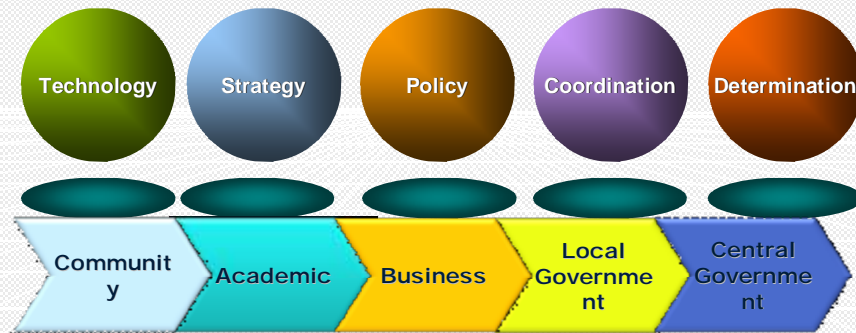 Technology
Strategy
Policy
Coordination
Determination
Communit
y
Academic
Business
Local
Governme
nt
Central
Governme
nt